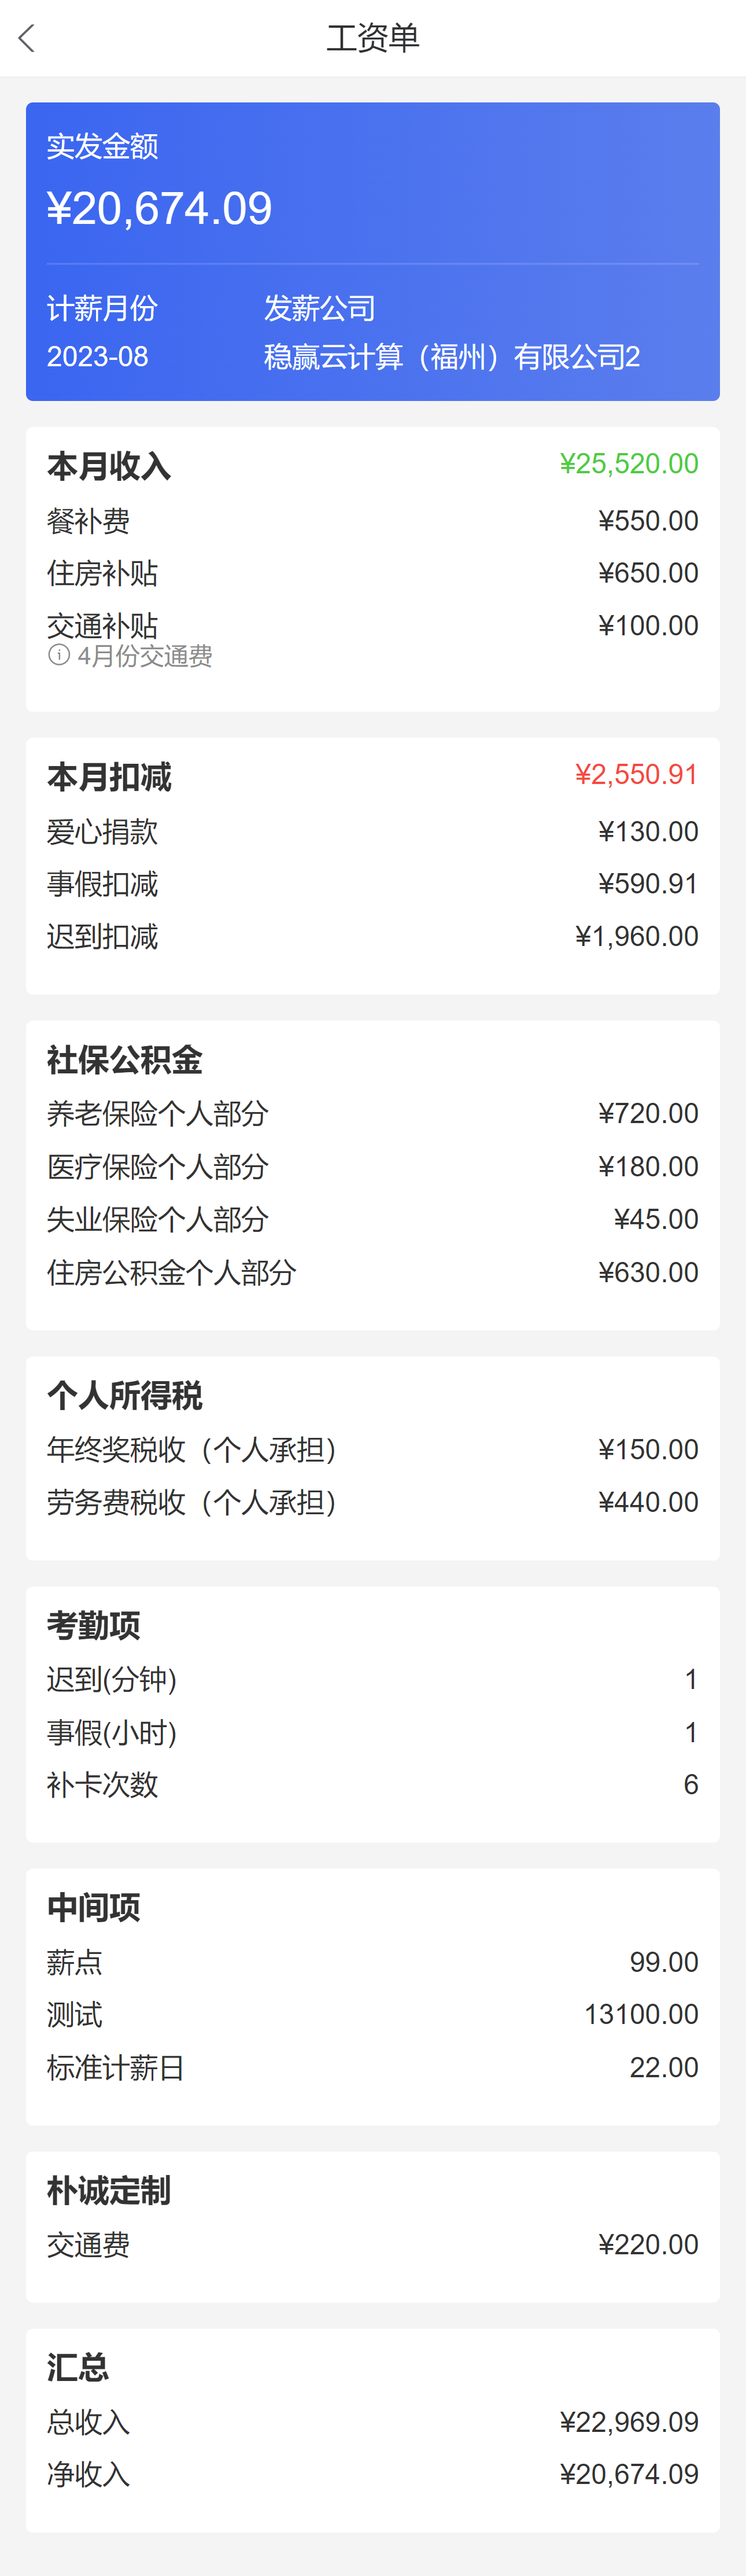 工资单
实发金额
¥20,674.09
计薪月份 发薪公司
2023-08 稳赢云计算（福州）有限公司2
本月收入 ¥25,520.00
餐补费 ¥550.00
住房补贴 ¥650.00
交通补贴 ¥100.00
4月份交通费
本月扣减 ¥2,550.91
爱心捐款 ¥130.00
事假扣减 ¥590.91
迟到扣减 ¥1,960.00
社保公积金
养老保险个人部分 ¥720.00
医疗保险个人部分 ¥180.00
失业保险个人部分 ¥45.00
住房公积金个人部分 ¥630.00
个人所得税
年终奖税收（个人承担） ¥150.00
劳务费税收（个人承担） ¥440.00
考勤项
迟到(分钟) 1
事假(小时) 1
补卡次数 6
中间项
薪点 99.00
测试 13100.00
标准计薪日 22.00
朴诚定制
交通费 ¥220.00
汇总
总收入 ¥22,969.09
净收入 ¥20,674.09